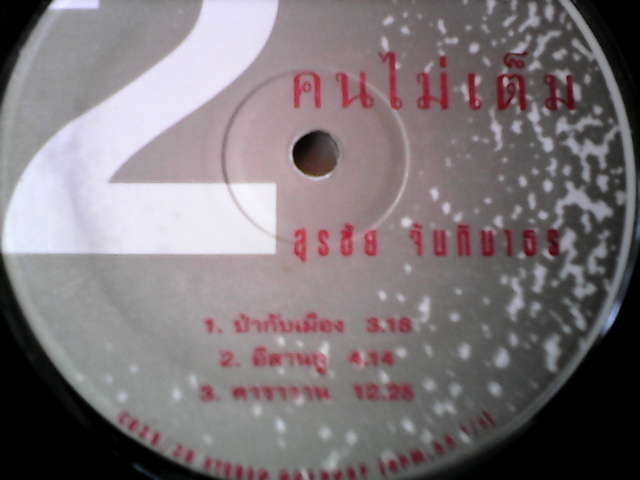 2
คนไม่เต็ม
สุรชัย จันทิมาธร
1. ป่ากับเมือง 3.18
2. อีสานกู 4.14
3. คาราวาน 12.25